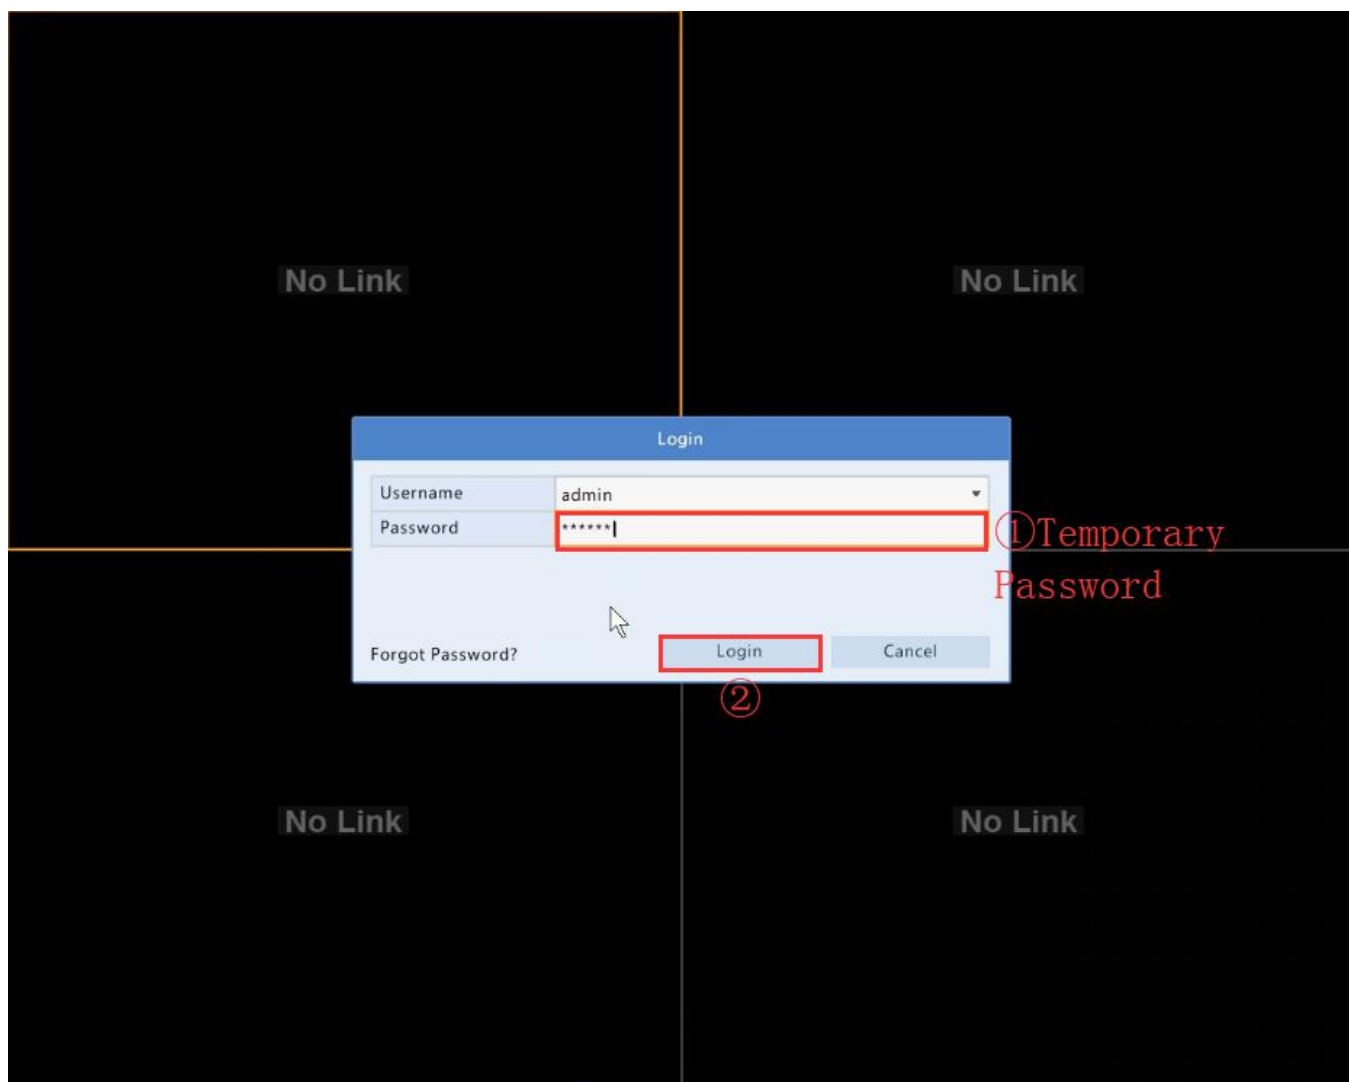 No Link
No Link
Login
Username
admin
Password
******
①Temporary
Password
Forgot Password?
Login
Cancel
②
No Link
No Link